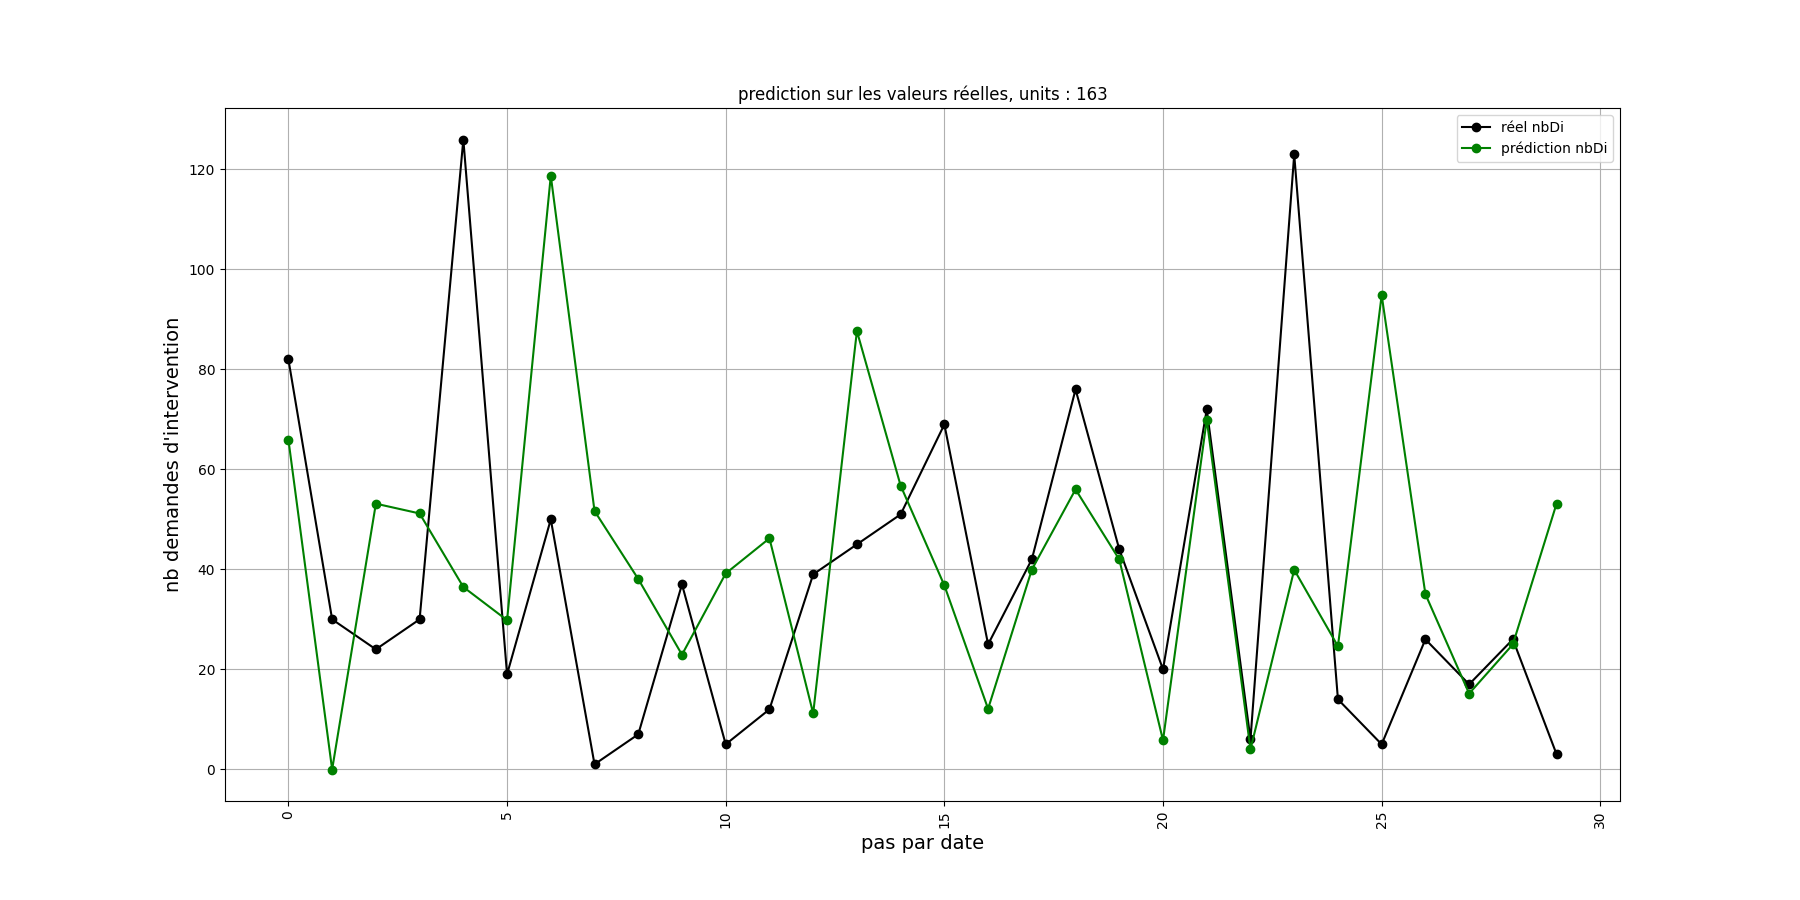 prediction sur les valeurs réelles, units : 163
réel nbDi
prédiction nbDi
nb demandes d'intervention
120
100
80
60
40
20
0
0
5
10
15
20
25
30
pas par date